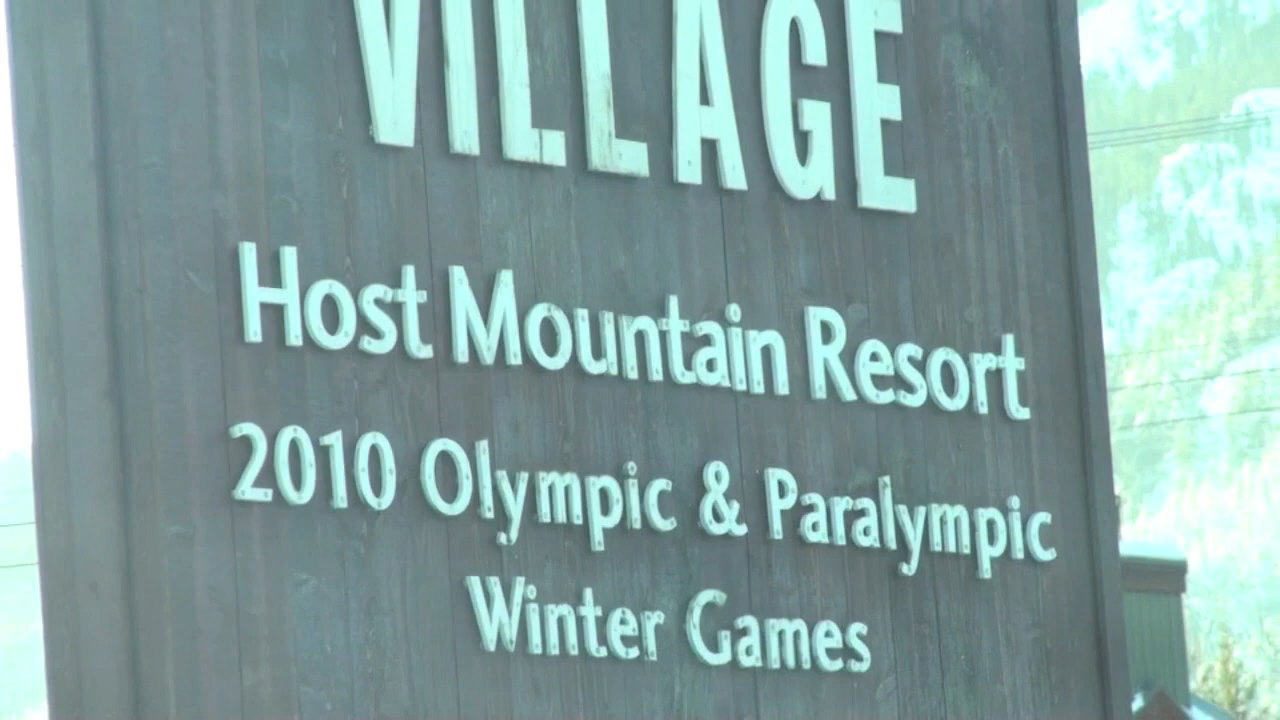 VILLAGE
Host Mountain Resort
2010 Olympic & Paralympic
Winter Games